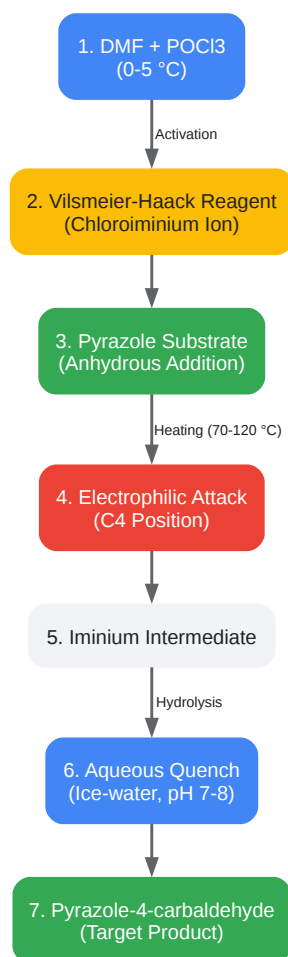 1. DMF + POCl3
(0-5 °C)
Activation
2. Vilsmeier-Haack Reagent
(Chloroiminium Ion)
3. Pyrazole Substrate
(Anhydrous Addition)
Heating (70-120 °C)
4. Electrophilic Attack
(C4 Position)
5. Iminium Intermediate
Hydrolysis
6. Aqueous Quench
(Ice-water, pH 7-8)
7. Pyrazole-4-carbaldehyde
(Target Product)